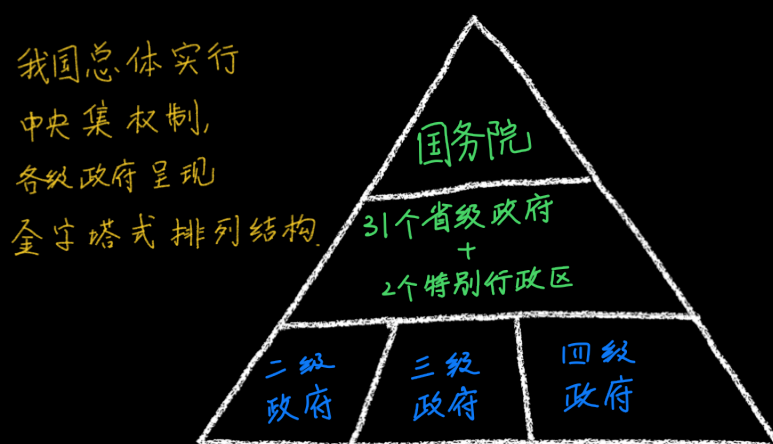 我国总体实行
中央集权制,
各级政府呈现
金字塔式排列结构.
国务院
31个省级政府
+
2个特别行政区
二级
政府
三级
政府
四级
政府